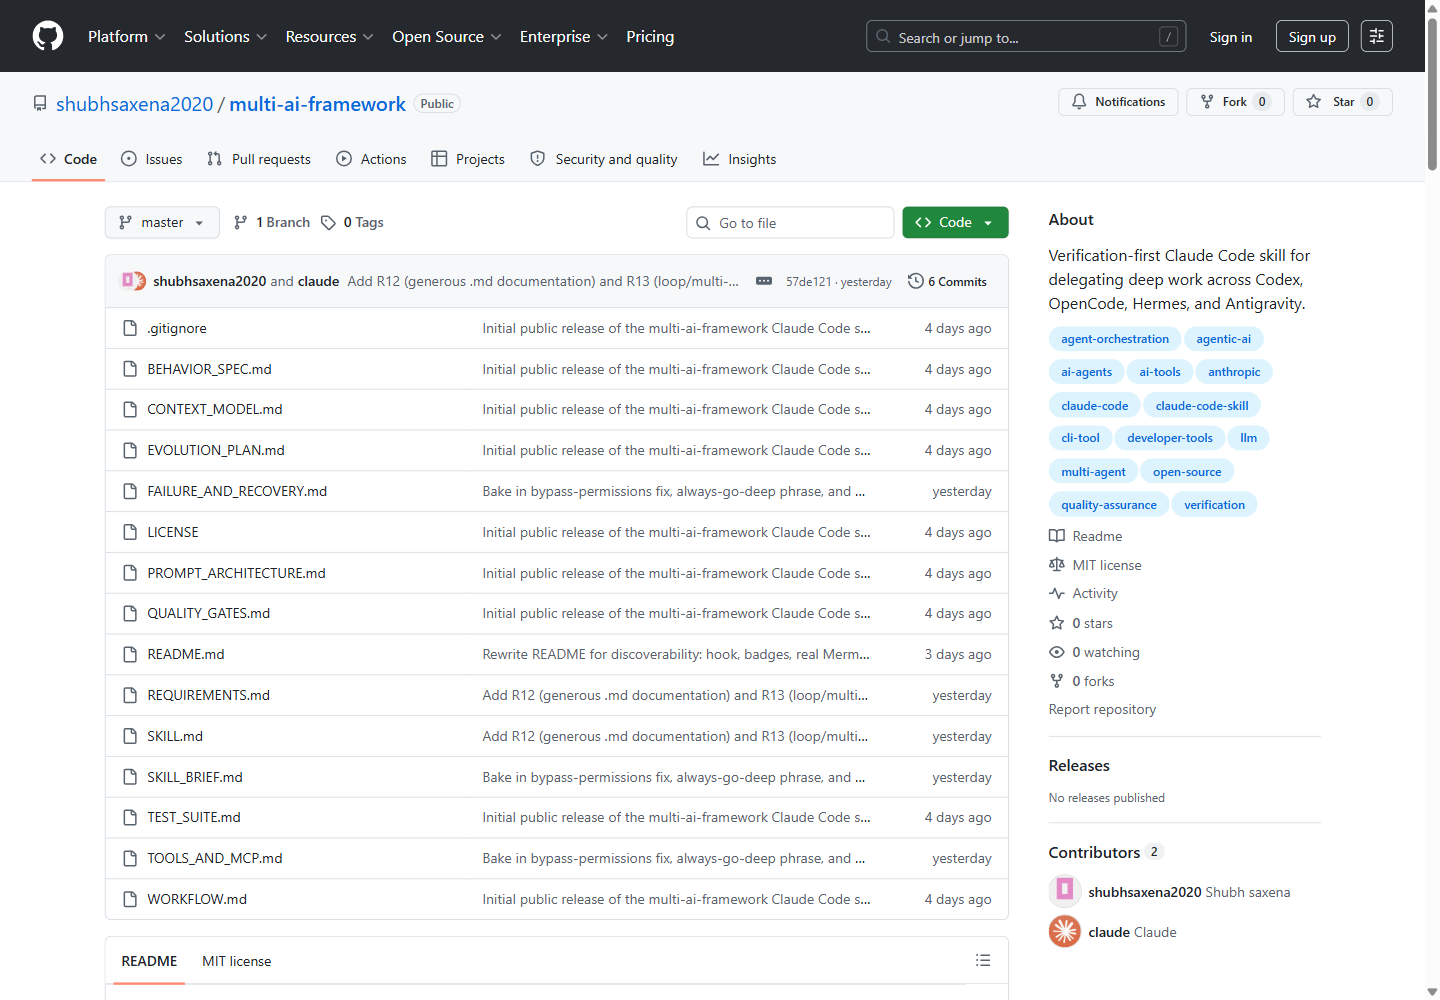 Platform Solutions Resources Open Source Enterprise Pricing Search or jump to... / Sign in Sign up
shubhsaxena2020 / multi-ai-framework Public Notifications Fork 0 Star 0
Code Issues Pull requests Actions Projects Security and quality Insights
master 1 Branch 0 Tags Go to file Code
shubhsaxena2020 and claude Add R12 (generous .md documentation) and R13 (loop/multi-... 57de121 · yesterday 6 Commits
.gitignore Initial public release of the multi-ai-framework Claude Code s... 4 days ago
BEHAVIOR_SPEC.md Initial public release of the multi-ai-framework Claude Code s... 4 days ago
CONTEXT_MODEL.md Initial public release of the multi-ai-framework Claude Code s... 4 days ago
EVOLUTION_PLAN.md Initial public release of the multi-ai-framework Claude Code s... 4 days ago
FAILURE_AND_RECOVERY.md Bake in bypass-permissions fix, always-go-deep phrase, and ... yesterday
LICENSE Initial public release of the multi-ai-framework Claude Code s... 4 days ago
PROMPT_ARCHITECTURE.md Initial public release of the multi-ai-framework Claude Code s... 4 days ago
QUALITY_GATES.md Initial public release of the multi-ai-framework Claude Code s... 4 days ago
README.md Rewrite README for discoverability: hook, badges, real Merm... 3 days ago
REQUIREMENTS.md Add R12 (generous .md documentation) and R13 (loop/multi... yesterday
SKILL.md Add R12 (generous .md documentation) and R13 (loop/multi... yesterday
SKILL_BRIEF.md Bake in bypass-permissions fix, always-go-deep phrase, and ... yesterday
TEST_SUITE.md Initial public release of the multi-ai-framework Claude Code s... 4 days ago
TOOLS_AND_MCP.md Bake in bypass-permissions fix, always-go-deep phrase, and ... yesterday
WORKFLOW.md Initial public release of the multi-ai-framework Claude Code s... 4 days ago
README MIT license
About
Verification-first Claude Code skill for
delegating deep work across Codex,
OpenCode, Hermes, and Antigravity.
agent-orchestration agentic-ai
ai-agents ai-tools anthropic
claude-code claude-code-skill
cli-tool developer-tools llm
multi-agent open-source
quality-assurance verification
Readme
MIT license
Activity
0 stars
0 watching
0 forks
Report repository
Releases
No releases published
Contributors 2
shubhsaxena2020 Shubh saxena
claude Claude